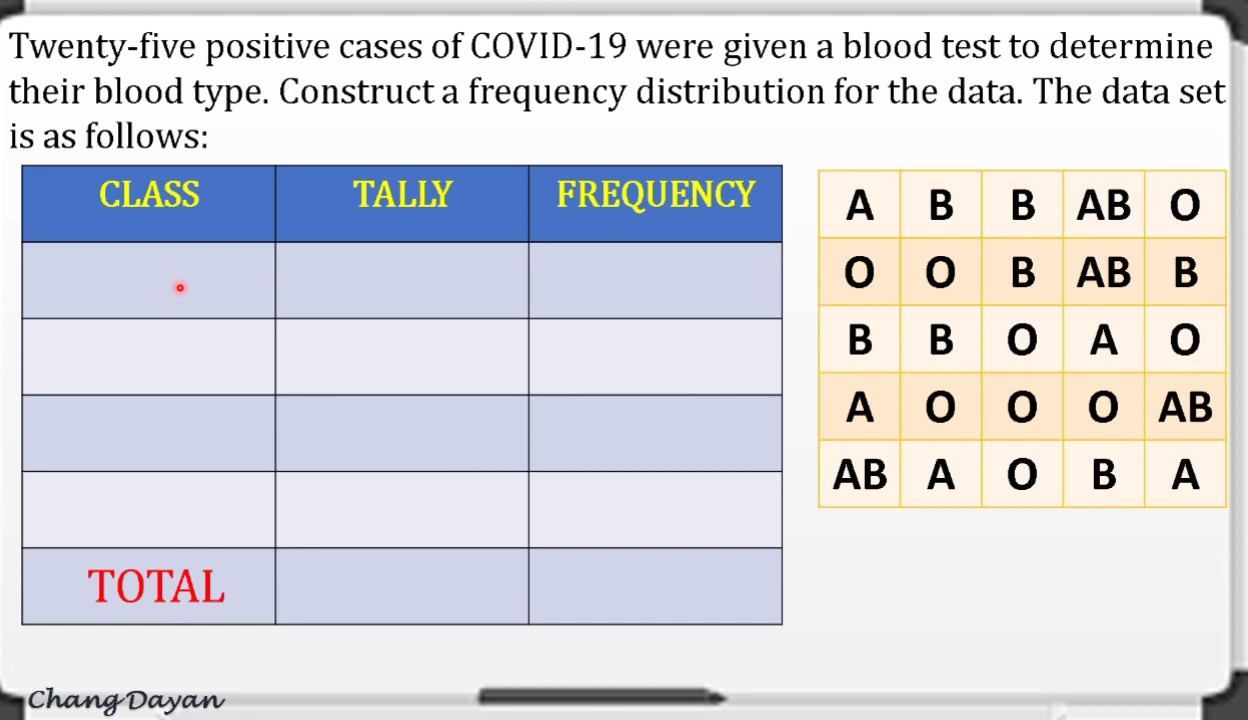 Twenty-five positive cases of COVID-19 were given a blood test to determine
their blood type. Construct a frequency distribution for the data. The data set
is as follows:
CLASS TALLY FREQUENCY
TOTAL
A B B AB O
O O B AB B
B B O A O
A O O O AB
AB A O B A
Chang Dayan